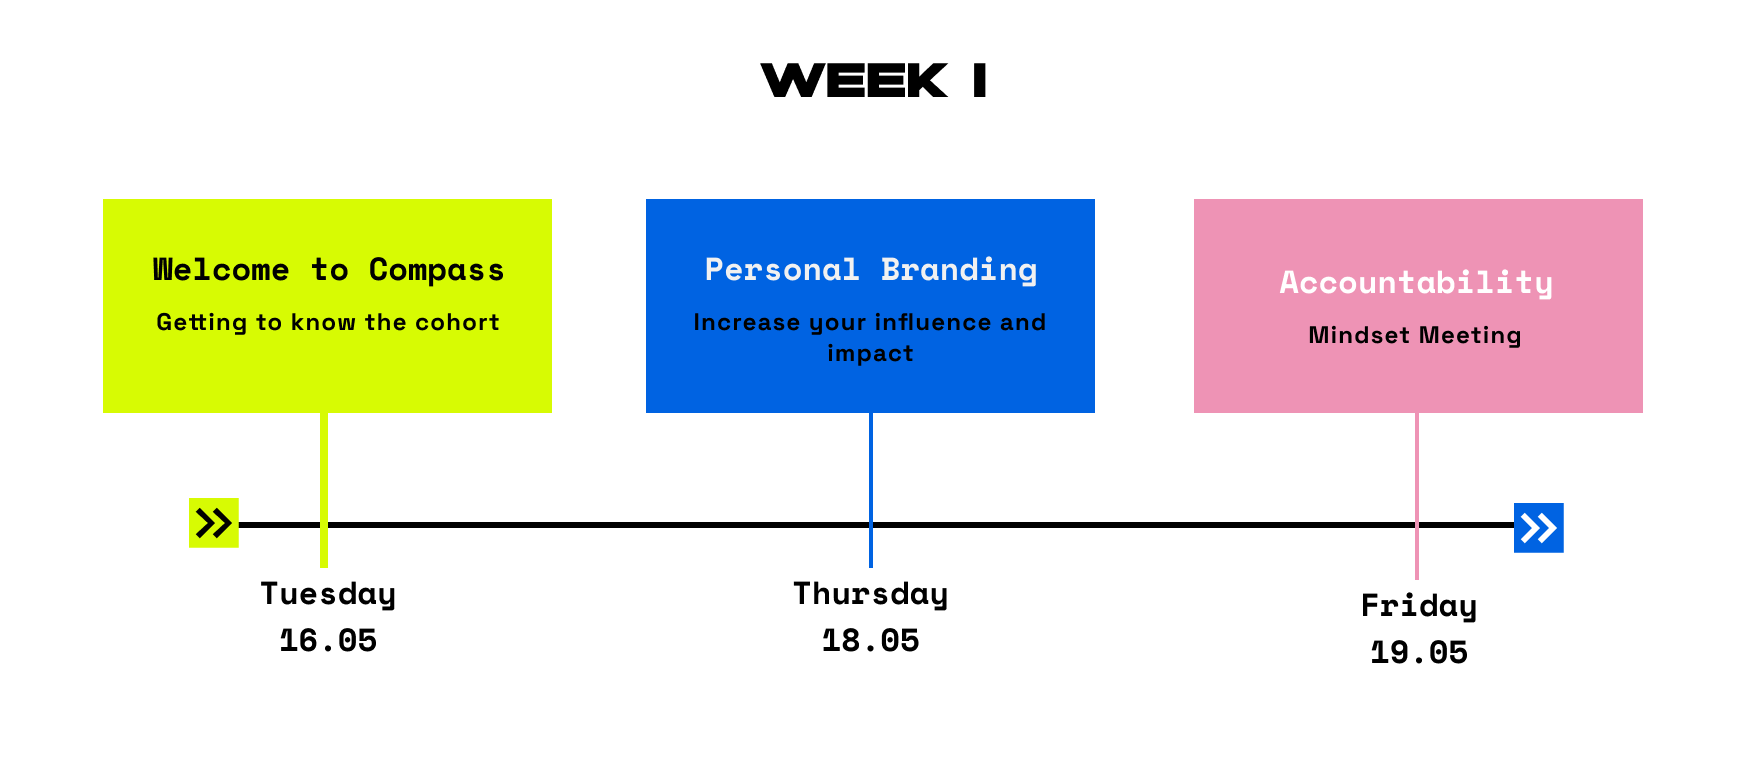 WEEK 1
Welcome to Compass
Getting to know the cohort
Personal Branding
Increase your influence and
impact
Accountability
Mindset Meeting
Tuesday
16.05
Thursday
18.05
Friday
19.05